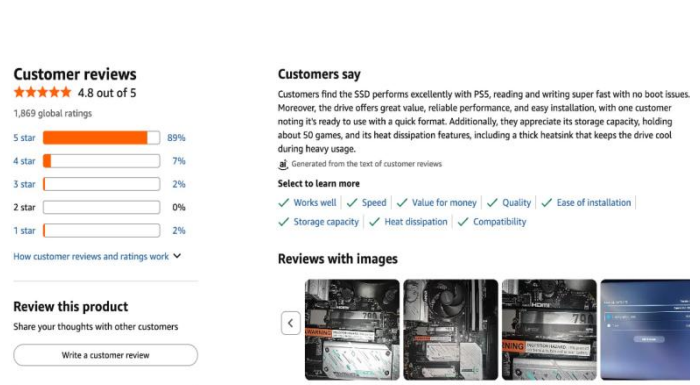 Customer reviews
4.8 out of 5
1,869 global ratings
5 star 89%
4 star 7%
3 star 2%
2 star 0%
1 star 2%
How customer reviews and ratings work
Review this product
Share your thoughts with other customers
Write a customer review
Customers say
Customers find the SSD performs excellently with PS5, reading and writing super fast with no boot issues.
Moreover, the drive offers great value, reliable performance, and easy installation, with one customer
noting it's ready to use with a quick format. Additionally, they appreciate its storage capacity, holding
about 50 games, and its heat dissipation features, including a thick heatsink that keeps the drive cool
during heavy usage.
ai Generated from the text of customer reviews
Select to learn more
Works well Speed Value for money Quality Ease of installation
Storage capacity Heat dissipation Compatibility
Reviews with images
WARNING
HDMI
790
WARNING